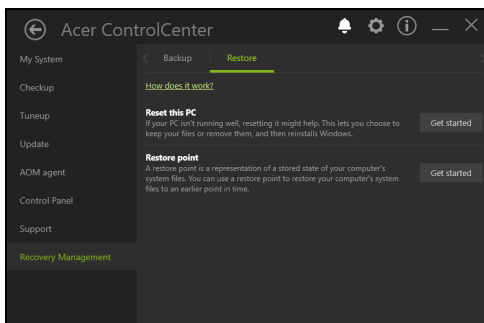 Acer ControlCenter
My System
Checkup
Tuneup
Update
AOM agent
Control Panel
Support
Recovery Management
Backup
Restore
How does it work?
Reset this PC
If your PC isn't running well, resetting it might help. This lets you choose to
keep your files or remove them, and then reinstalls Windows.
Get started
Restore point
A restore point is a representation of a stored state of your computer's
system files. You can use a restore point to restore your computer's system
files to an earlier point in time.
Get started